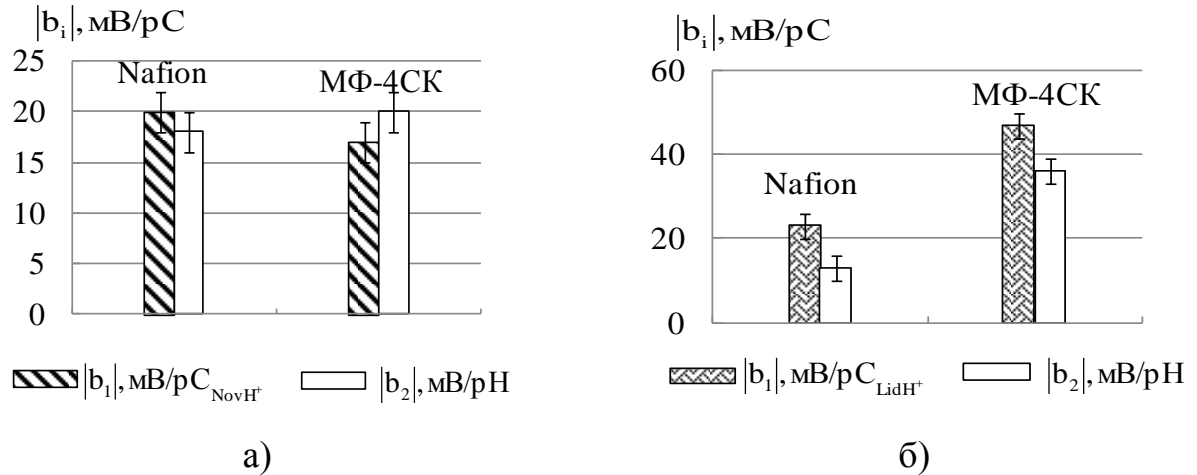 |b_i|, мВ/pC
25
20
15
10
5
0
Nafion
МФ-4СК
|b_1|, мВ/pC_NovH⁺
|b_2|, мВ/pH
а)
|b_i|, мВ/pC
60
40
20
0
Nafion
МФ-4СК
|b_1|, мВ/pC_LidH⁺
|b_2|, мВ/pH
б)